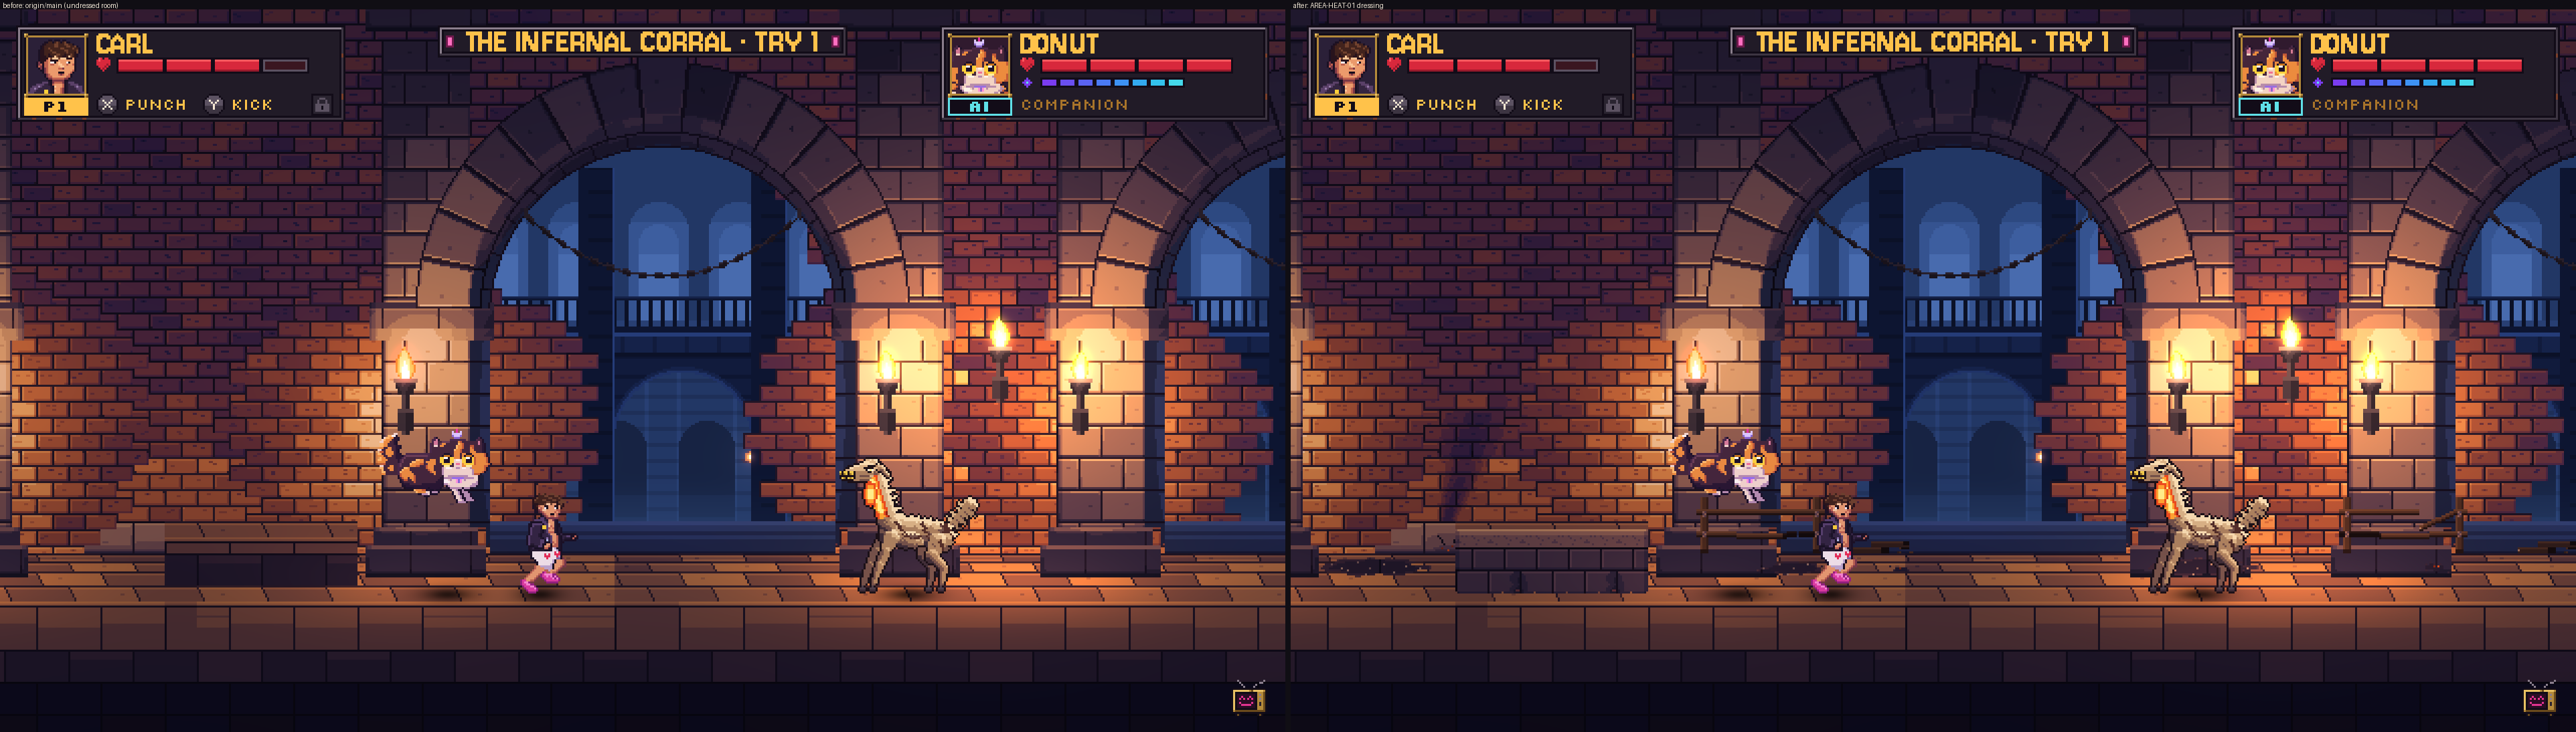 before: origin/main (undressed room)
CARL
P1
X PUNCH Y KICK
THE INFERNAL CORRAL · TRY 1
DONUT
AI
COMPANION
after: AREA-HEAT-01 dressing
CARL
P1
X PUNCH Y KICK
THE INFERNAL CORRAL · TRY 1
DONUT
AI
COMPANION